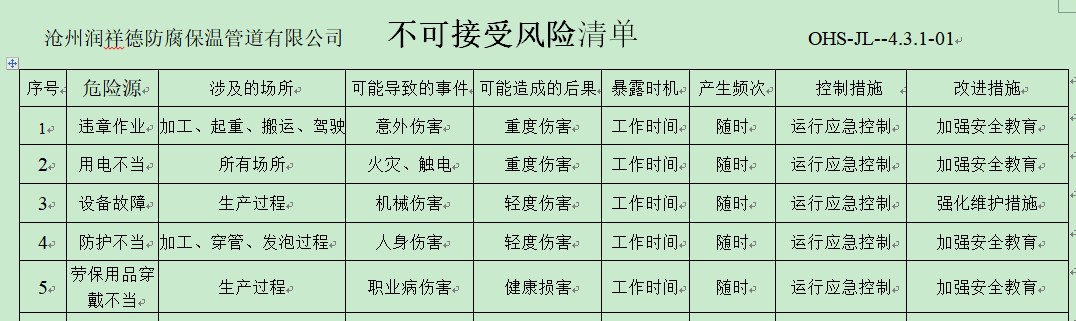 沧州润祥德防腐保温管道有限公司 不可接受风险清单 OHS-JL--4.3.1-01
序号 危险源 涉及的场所 可能导致的事件 可能造成的后果 暴露时机 产生频次 控制措施 改进措施
1 违章作业 加工、起重、搬运、驾驶 意外伤害 重度伤害 工作时间 随时 运行应急控制 加强安全教育
2 用电不当 所有场所 火灾、触电 重度伤害 工作时间 随时 运行应急控制 加强安全教育
3 设备故障 生产过程 机械伤害 轻度伤害 工作时间 随时 运行应急控制 强化维护措施
4 防护不当 加工、穿管、发泡过程 人身伤害 轻度伤害 工作时间 随时 运行应急控制 加强安全教育
劳保用品穿
5 戴不当 生产过程 职业病伤害 健康损害 工作时间 随时 运行应急控制 加强安全教育